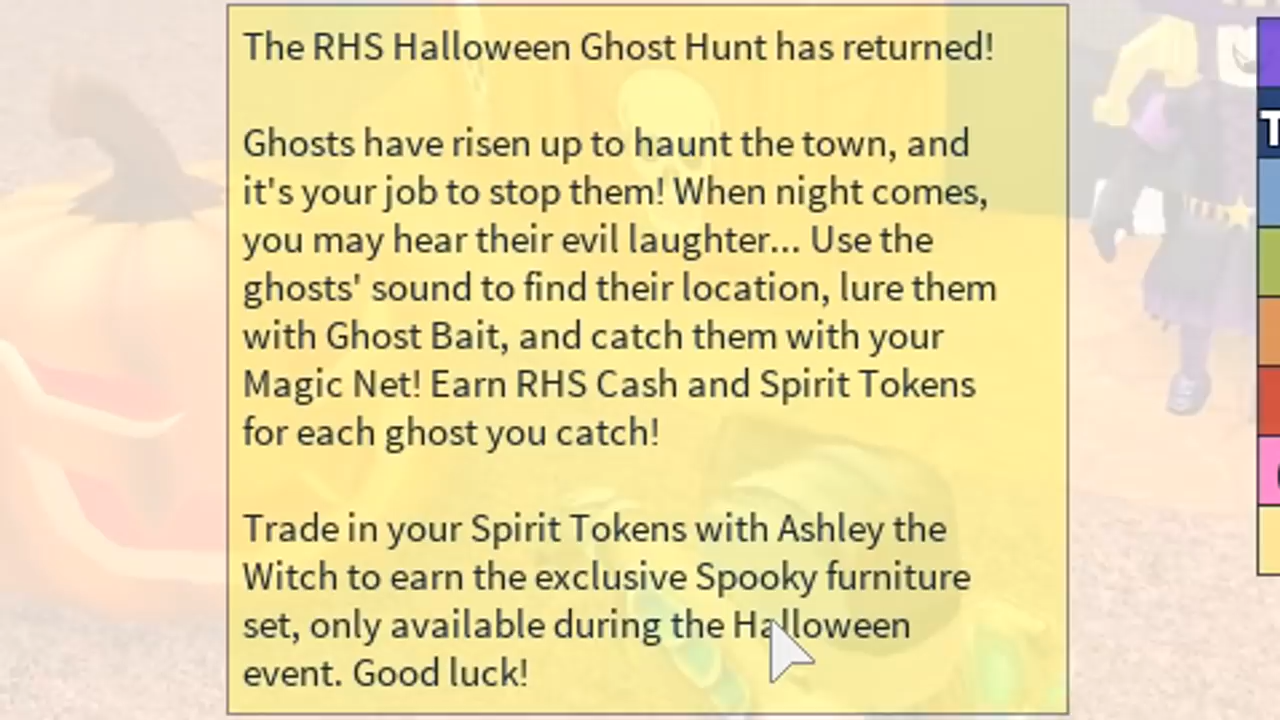 The RHS Halloween Ghost Hunt has returned!
Ghosts have risen up to haunt the town, and
it's your job to stop them! When night comes,
you may hear their evil laughter... Use the
ghosts' sound to find their location, lure them
with Ghost Bait, and catch them with your
Magic Net! Earn RHS Cash and Spirit Tokens
for each ghost you catch!
Trade in your Spirit Tokens with Ashley the
Witch to earn the exclusive Spooky furniture
set, only available during the Halloween
event. Good luck!